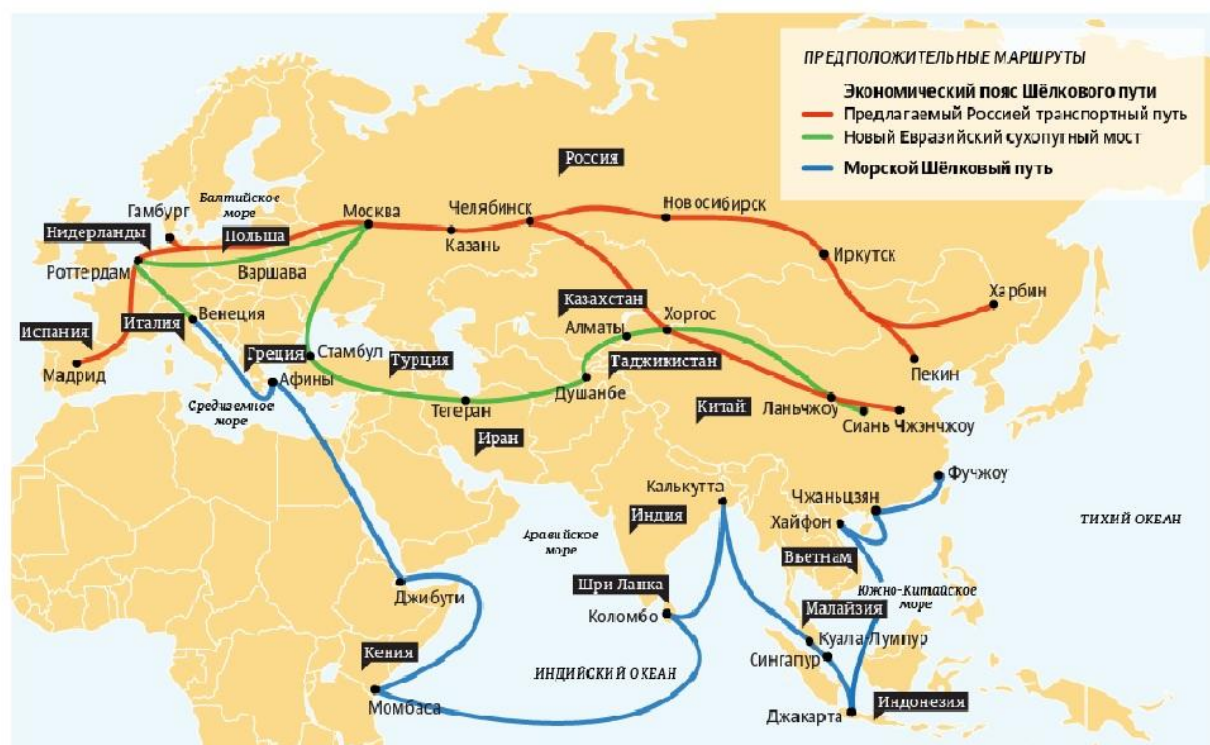 ПРЕДПОЛОЖИТЕЛЬНЫЕ МАРШРУТЫ
Экономический пояс Шёлкового пути
Предлагаемый Россией транспортный путь
Новый Евразийский сухопутный мост
Морской Шёлковый путь
Россия
Балтийское
море
Гамбург
Нидерланды
Польша
Москва
Челябинск
Новосибирск
Роттердам
Варшава
Казань
Иркутск
Харбин
Испания
Италия
Венеция
Казахстан
Алматы
Хоргос
Мадрид
Греция
Стамбул
Турция
Таджикистан
Пекин
Афины
Средиземное
море
Тегеран
Душанбе
Китай
Ланьчжоу
Сиань
Чжэнчжоу
Иран
Калькутта
Чжаньцзян
Фучжоу
Индия
Хайфон
ТИХИЙ ОКЕАН
Аравийское
море
Вьетнам
Джибути
Шри Ланка
Коломбо
Южно-Китайское
море
Малайзия
Куала-Лумпур
Сингапур
Кения
ИНДИЙСКИЙ ОКЕАН
Момбаса
Джакарта
Индонезия